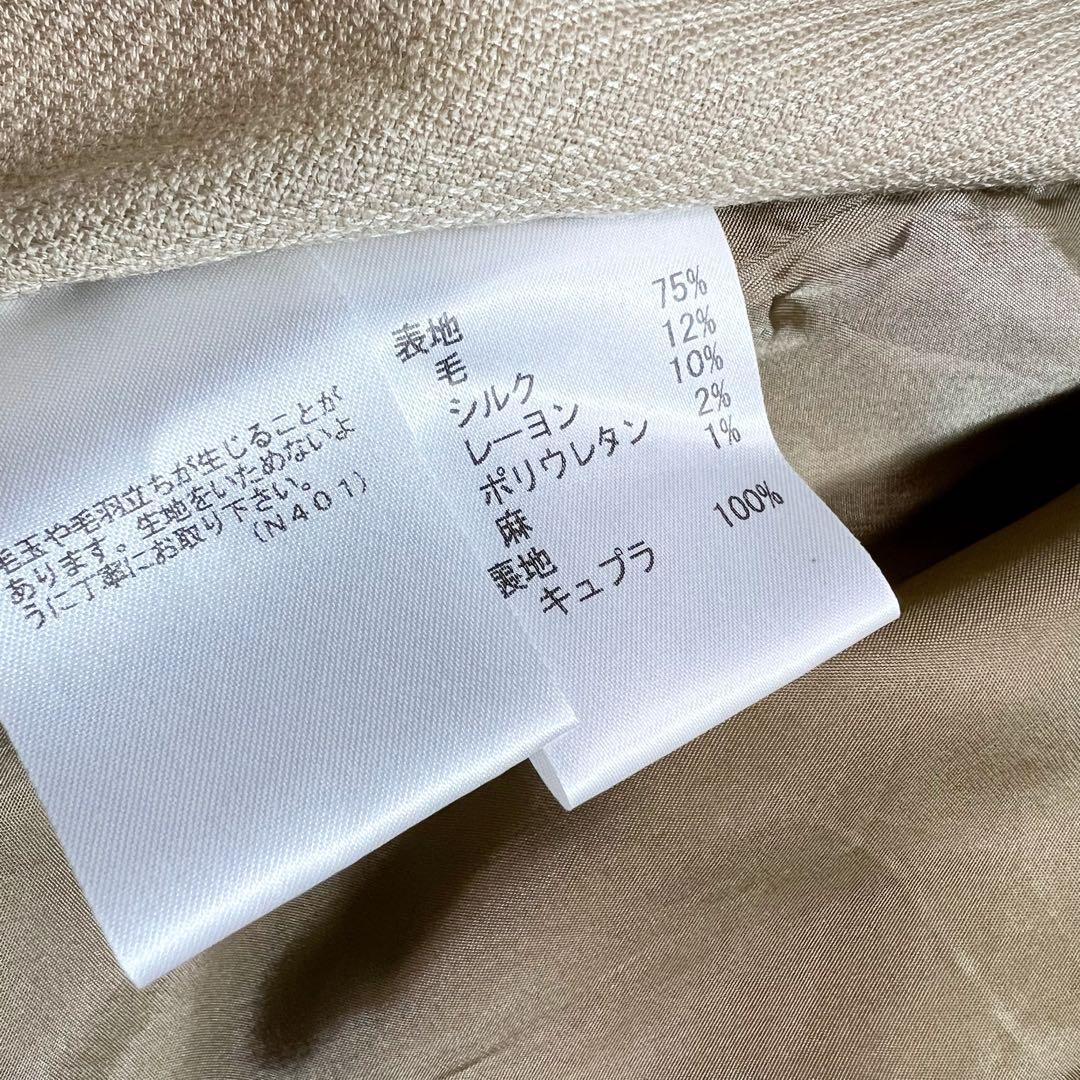 毛玉や毛羽立ちが生じることが
あります。生地をいためないよ
うに丁寧にお取り下さい。
(N401)
表地
毛 75%
シルク 12%
レーヨン 10%
ポリウレタン 2%
麻 1%
裏地
キュプラ 100%